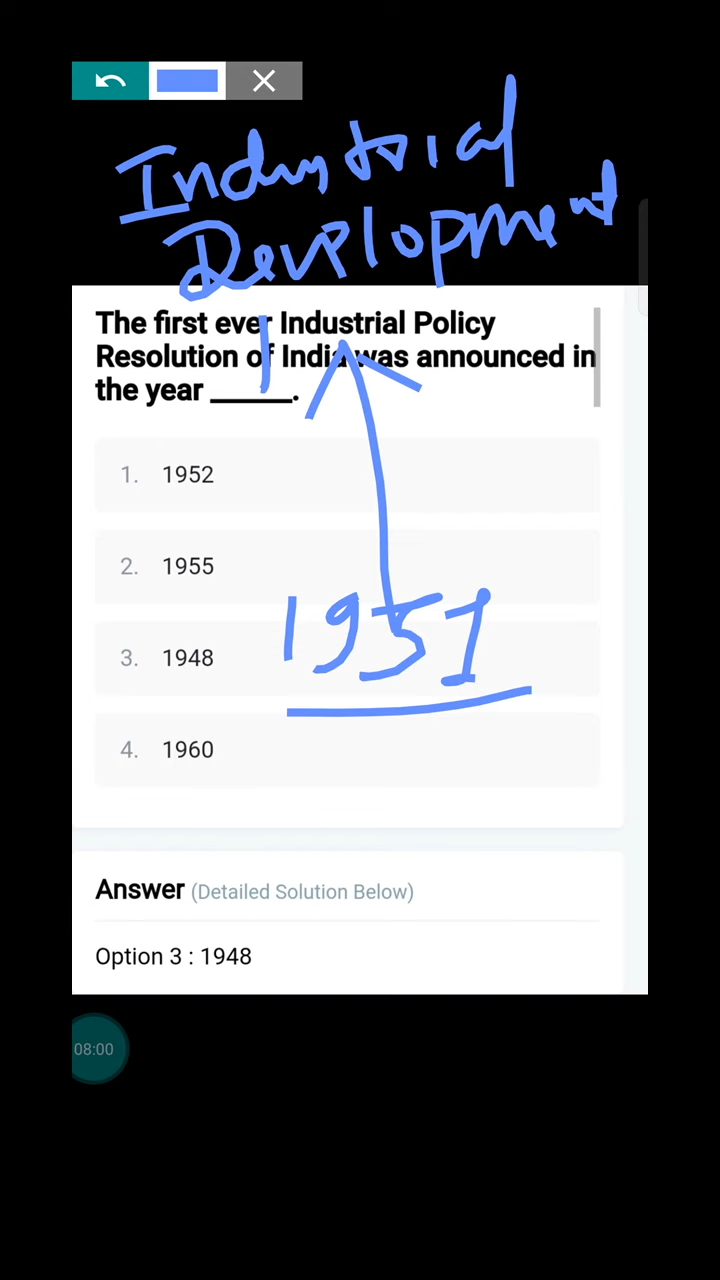 Industrial
Development
The first ever Industrial Policy
Resolution of India was announced in
the year ______.
1. 1952
2. 1955
3. 1948
1951
4. 1960
Answer (Detailed Solution Below)
Option 3 : 1948
08:00